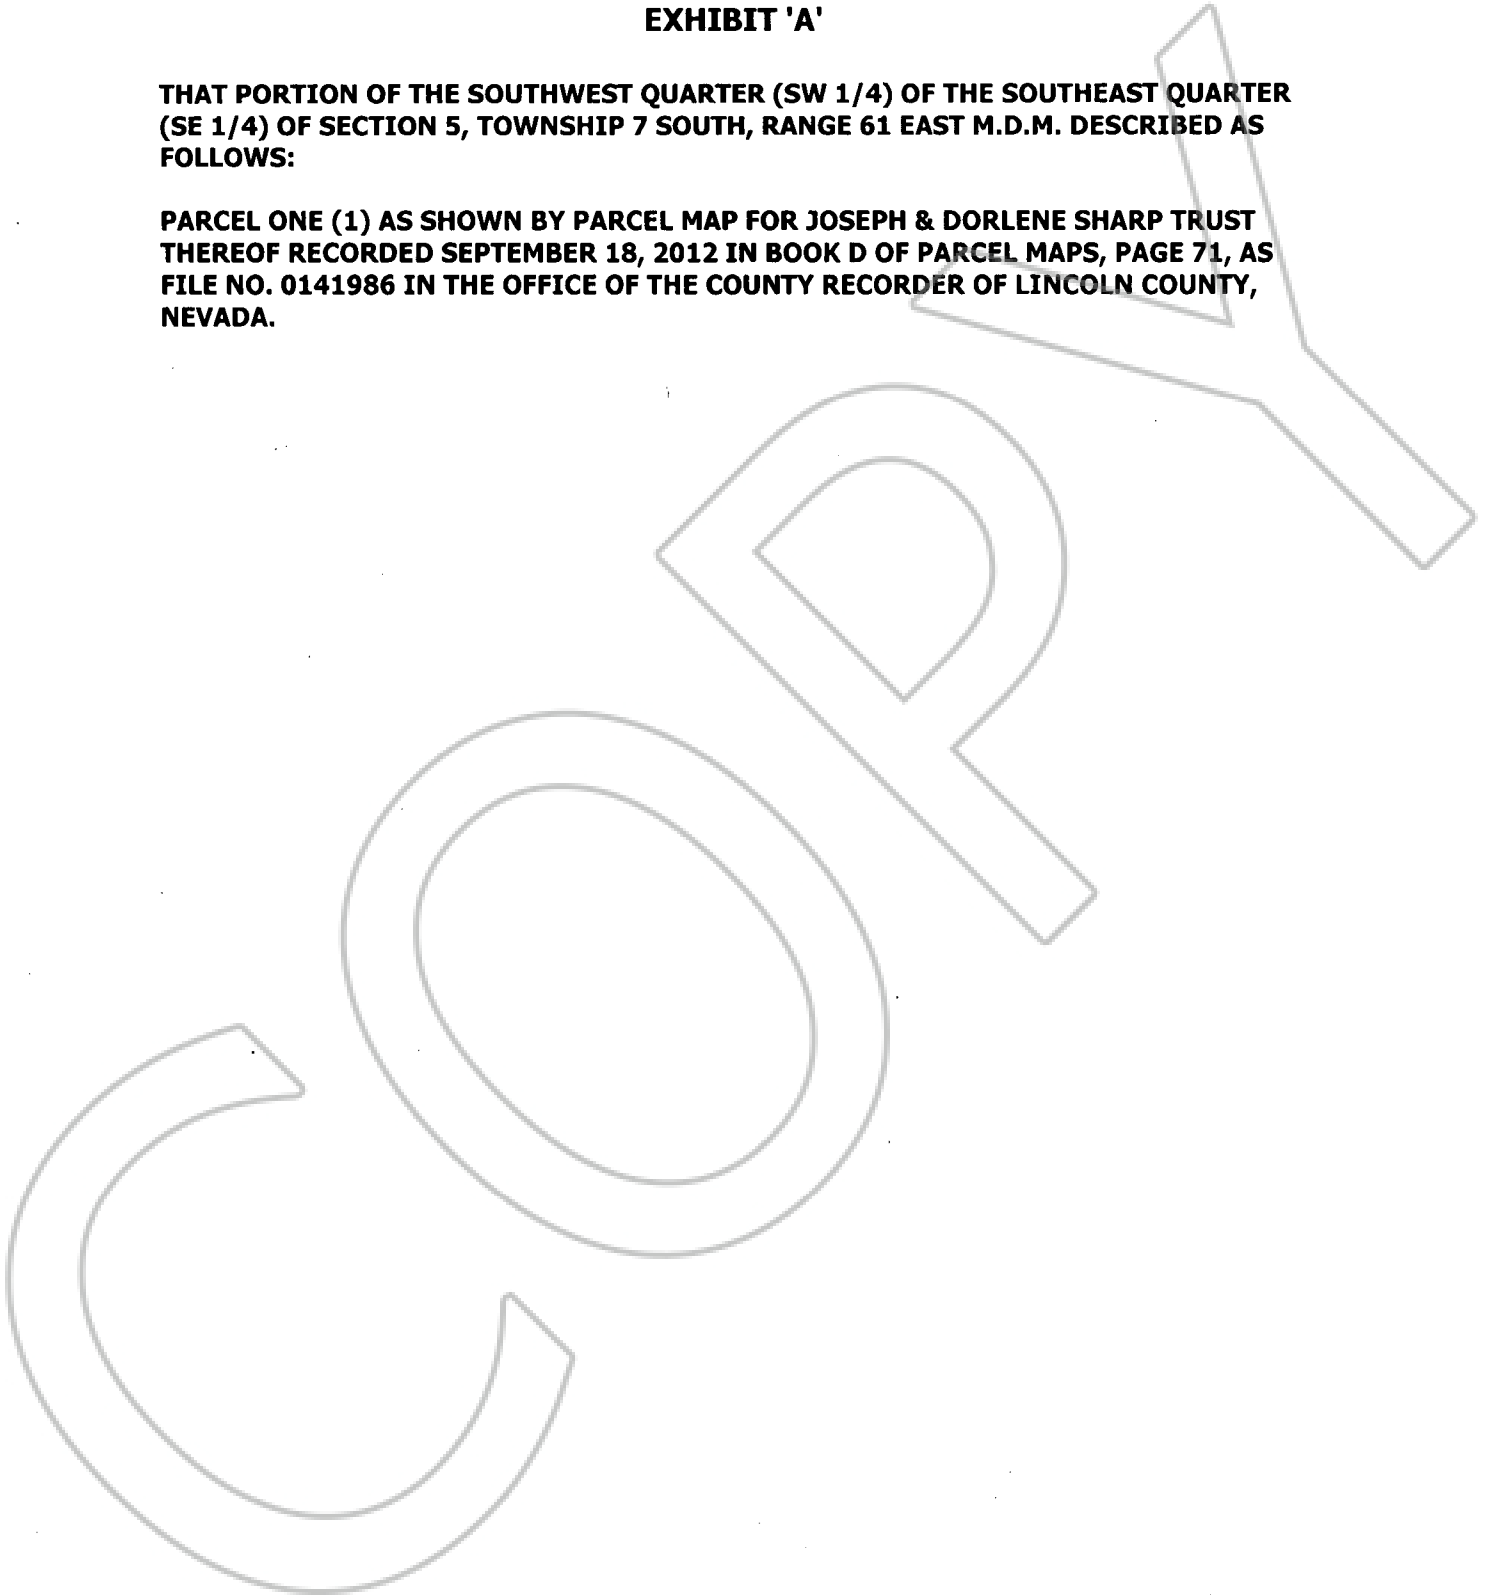 EXHIBIT 'A'
THAT PORTION OF THE SOUTHWEST QUARTER (SW 1/4) OF THE SOUTHEAST QUARTER
(SE 1/4) OF SECTION 5, TOWNSHIP 7 SOUTH, RANGE 61 EAST M.D.M. DESCRIBED AS
FOLLOWS:
PARCEL ONE (1) AS SHOWN BY PARCEL MAP FOR JOSEPH & DORLENE SHARP TRUST
THEREOF RECORDED SEPTEMBER 18, 2012 IN BOOK D OF PARCEL MAPS, PAGE 71, AS
FILE NO. 0141986 IN THE OFFICE OF THE COUNTY RECORDER OF LINCOLN COUNTY,
NEVADA.
COPY